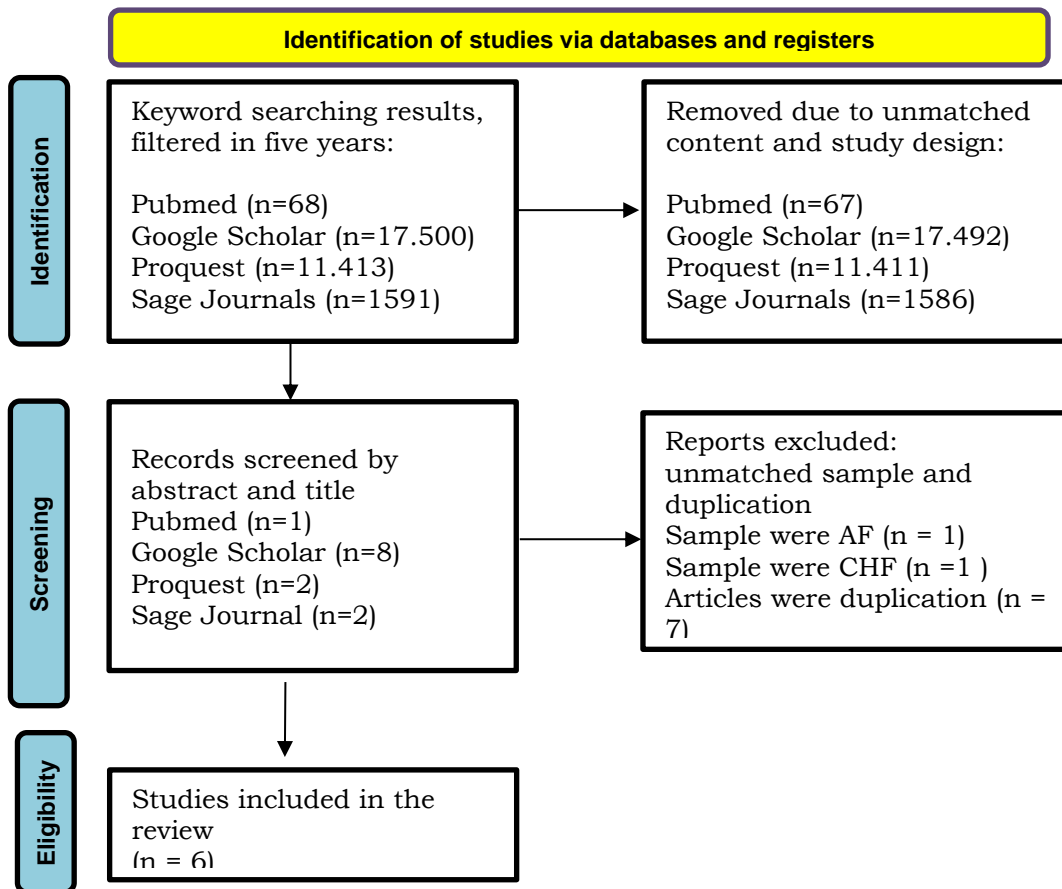 Identification of studies via databases and registers
Identification
Keyword searching results,
filtered in five years:
Pubmed (n=68)
Google Scholar (n=17.500)
Proquest (n=11.413)
Sage Journals (n=1591)
Removed due to unmatched
content and study design:
Pubmed (n=67)
Google Scholar (n=17.492)
Proquest (n=11.411)
Sage Journals (n=1586)
Screening
Records screened by
abstract and title
Pubmed (n=1)
Google Scholar (n=8)
Proquest (n=2)
Sage Journal (n=2)
Reports excluded:
unmatched sample and
duplication
Sample were AF (n = 1)
Sample were CHF (n =1 )
Articles were duplication (n =
7)
Eligibility
Studies included in the
review
(n = 6)